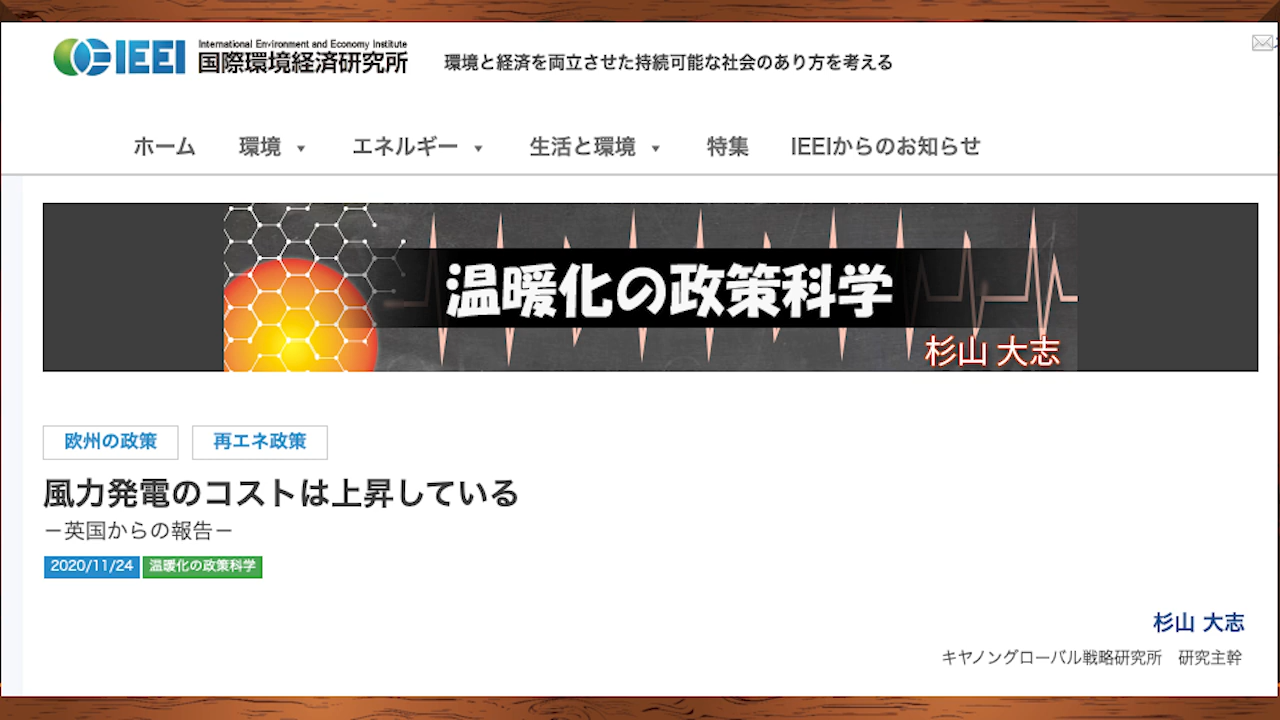 IEEI
International Environment and Economy Institute
国際環境経済研究所
環境と経済を両立させた持続可能な社会のあり方を考える
ホーム 環境 ▼ エネルギー ▼ 生活と環境 ▼ 特集 IEEIからのお知らせ
温暖化の政策科学
杉山 大志
欧州の政策 再エネ政策
風力発電のコストは上昇している
－英国からの報告－
2020/11/24 温暖化の政策科学
杉山 大志
キヤノングローバル戦略研究所 研究主幹